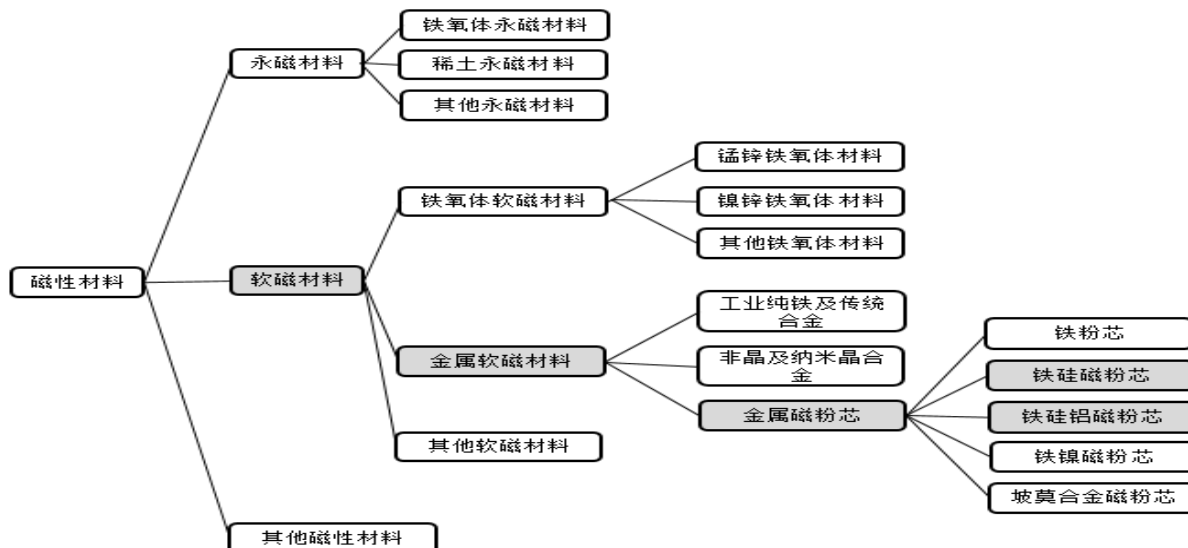 铁氧体永磁材料
永磁材料
稀土永磁材料
其他永磁材料
锰锌铁氧体材料
铁氧体软磁材料
镍锌铁氧体材料
其他铁氧体材料
磁性材料
软磁材料
工业纯铁及传统
合金
铁粉芯
金属软磁材料
非晶及纳米晶合
金
铁硅磁粉芯
金属磁粉芯
铁硅铝磁粉芯
其他软磁材料
铁镍磁粉芯
坡莫合金磁粉芯
其他磁性材料